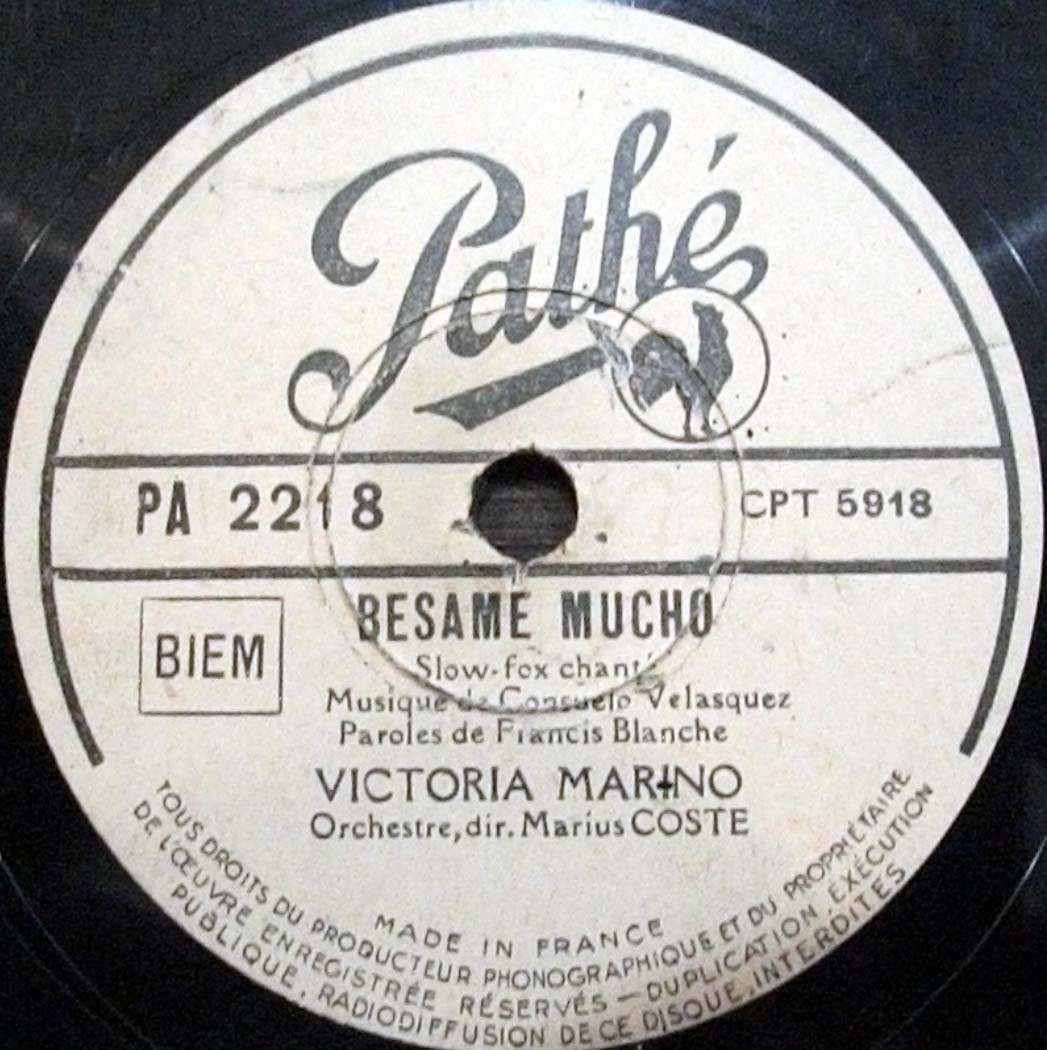 Pathé
PA 2218
CPT 5918
BIEM
BESAME MUCHO
Slow-fox chanté
Musique de Consuelo Velasquez
Paroles de Francis Blanche
VICTORIA MARINO
Orchestre, dir. Marius COSTE
MADE IN FRANCE
TOUS DROITS DU PRODUCTEUR PHONOGRAPHIQUE ET DU PROPRIÉTAIRE
DE L'ŒUVRE ENREGISTRÉE RÉSERVÉS – DUPLICATION EXÉCUTION
PUBLIQUE, RADIODIFFUSION DE CE DISQUE, INTERDITES